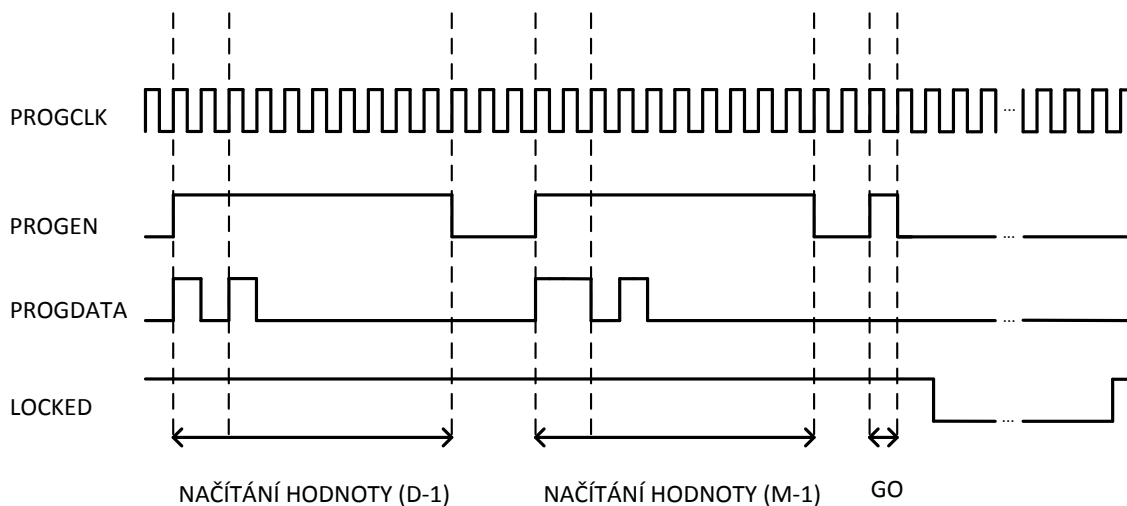 PROGCLK
...
PROGEN
...
PROGDATA
...
LOCKED
...
NAČÍTÁNÍ HODNOTY (D-1)
NAČÍTÁNÍ HODNOTY (M-1)
GO